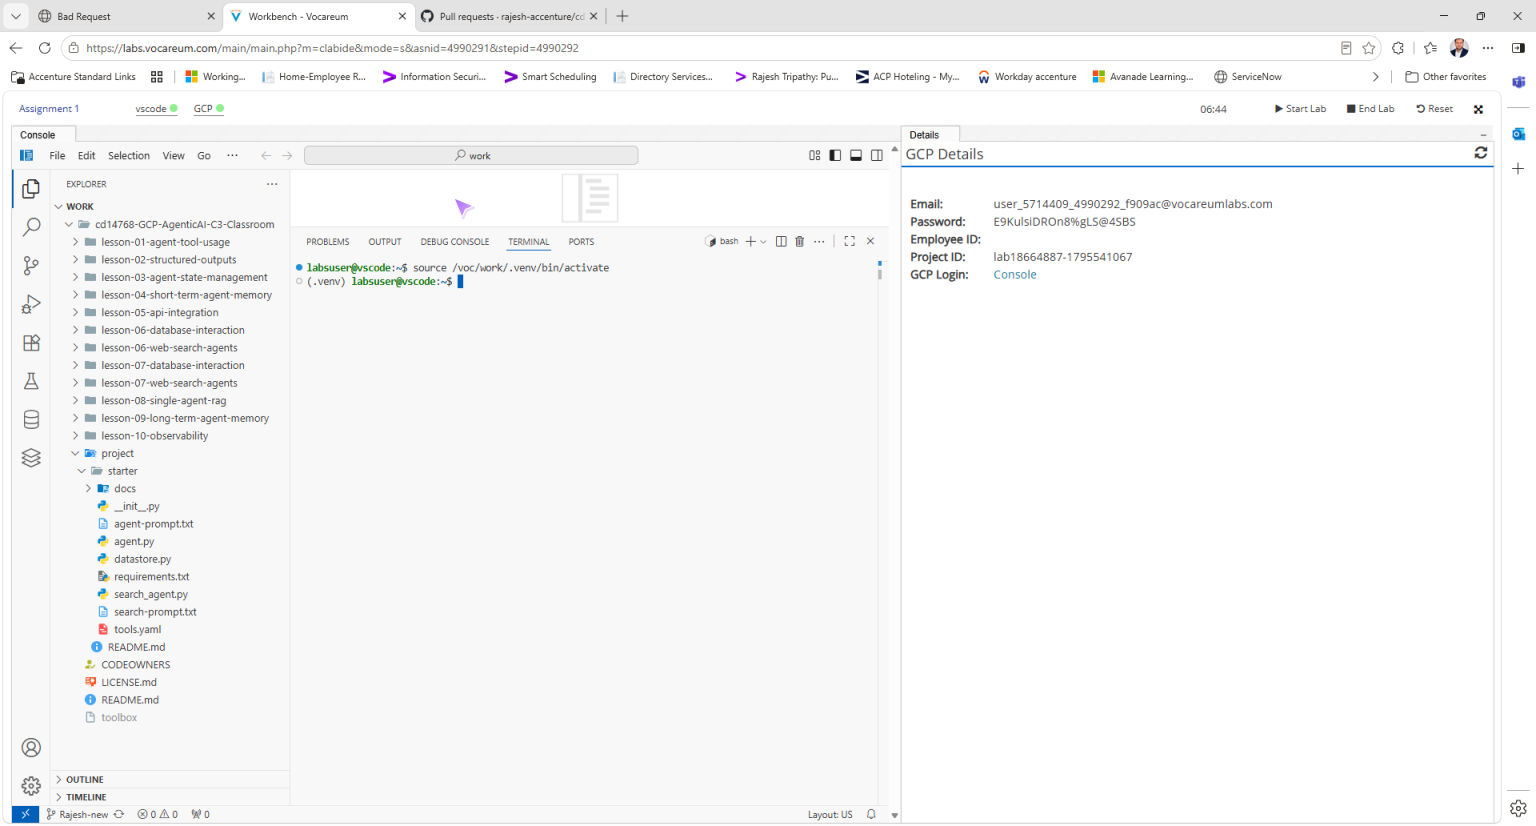 Bad Request
Workbench - Vocareum
Pull requests · rajesh-accenture/cd
https://labs.vocareum.com/main/main.php?m=clabide&mode=s&asnid=4990291&stepid=4990292
Accenture Standard Links
Working...
Home-Employee R...
Information Securi...
Smart Scheduling
Directory Services...
Rajesh Tripathy: Pu...
ACP Hoteling - My...
Workday accenture
Avanade Learning...
ServiceNow
Other favorites
Assignment 1
vscode
GCP
06:44
Start Lab
End Lab
Reset
Console
File Edit Selection View Go ···
work
EXPLORER
WORK
cd14768-GCP-AgenticAI-C3-Classroom
lesson-01-agent-tool-usage
lesson-02-structured-outputs
lesson-03-agent-state-management
lesson-04-short-term-agent-memory
lesson-05-api-integration
lesson-06-database-interaction
lesson-06-web-search-agents
lesson-07-database-interaction
lesson-07-web-search-agents
lesson-08-single-agent-rag
lesson-09-long-term-agent-memory
lesson-10-observability
project
starter
docs
__init__.py
agent-prompt.txt
agent.py
datastore.py
requirements.txt
search_agent.py
search-prompt.txt
tools.yaml
README.md
CODEOWNERS
LICENSE.md
README.md
toolbox
OUTLINE
TIMELINE
PROBLEMS OUTPUT DEBUG CONSOLE TERMINAL PORTS
bash
labsuser@vscode:~$ source /voc/work/.venv/bin/activate
(.venv) labsuser@vscode:~$
Rajesh-new
0 0
0
Layout: US
Details
GCP Details
Email: user_5714409_4990292_f909ac@vocareumlabs.com
Password: E9KulsiDROn8%gLS@4SBS
Employee ID:
Project ID: lab18664887-1795541067
GCP Login: Console